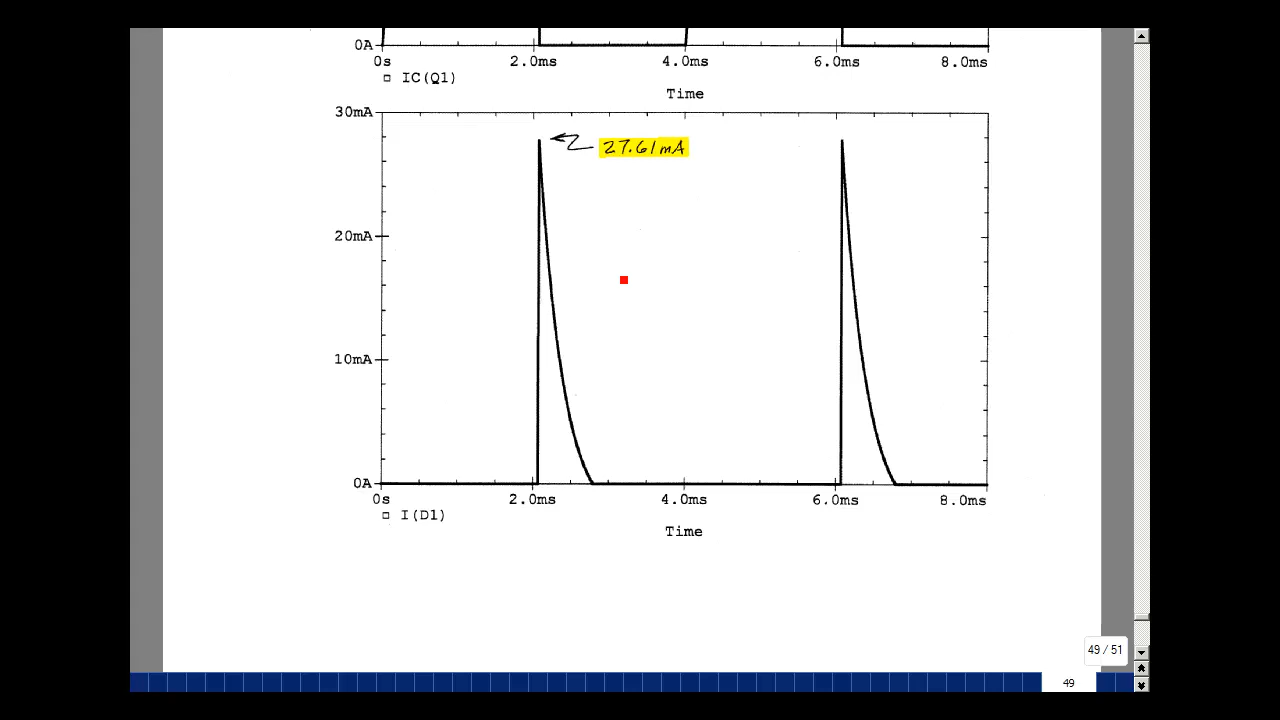 0A
0s 2.0ms 4.0ms 6.0ms 8.0ms
IC(Q1)
Time
30mA
27.61mA
20mA
10mA
0A
0s 2.0ms 4.0ms 6.0ms 8.0ms
I(D1)
Time
49 / 51
49